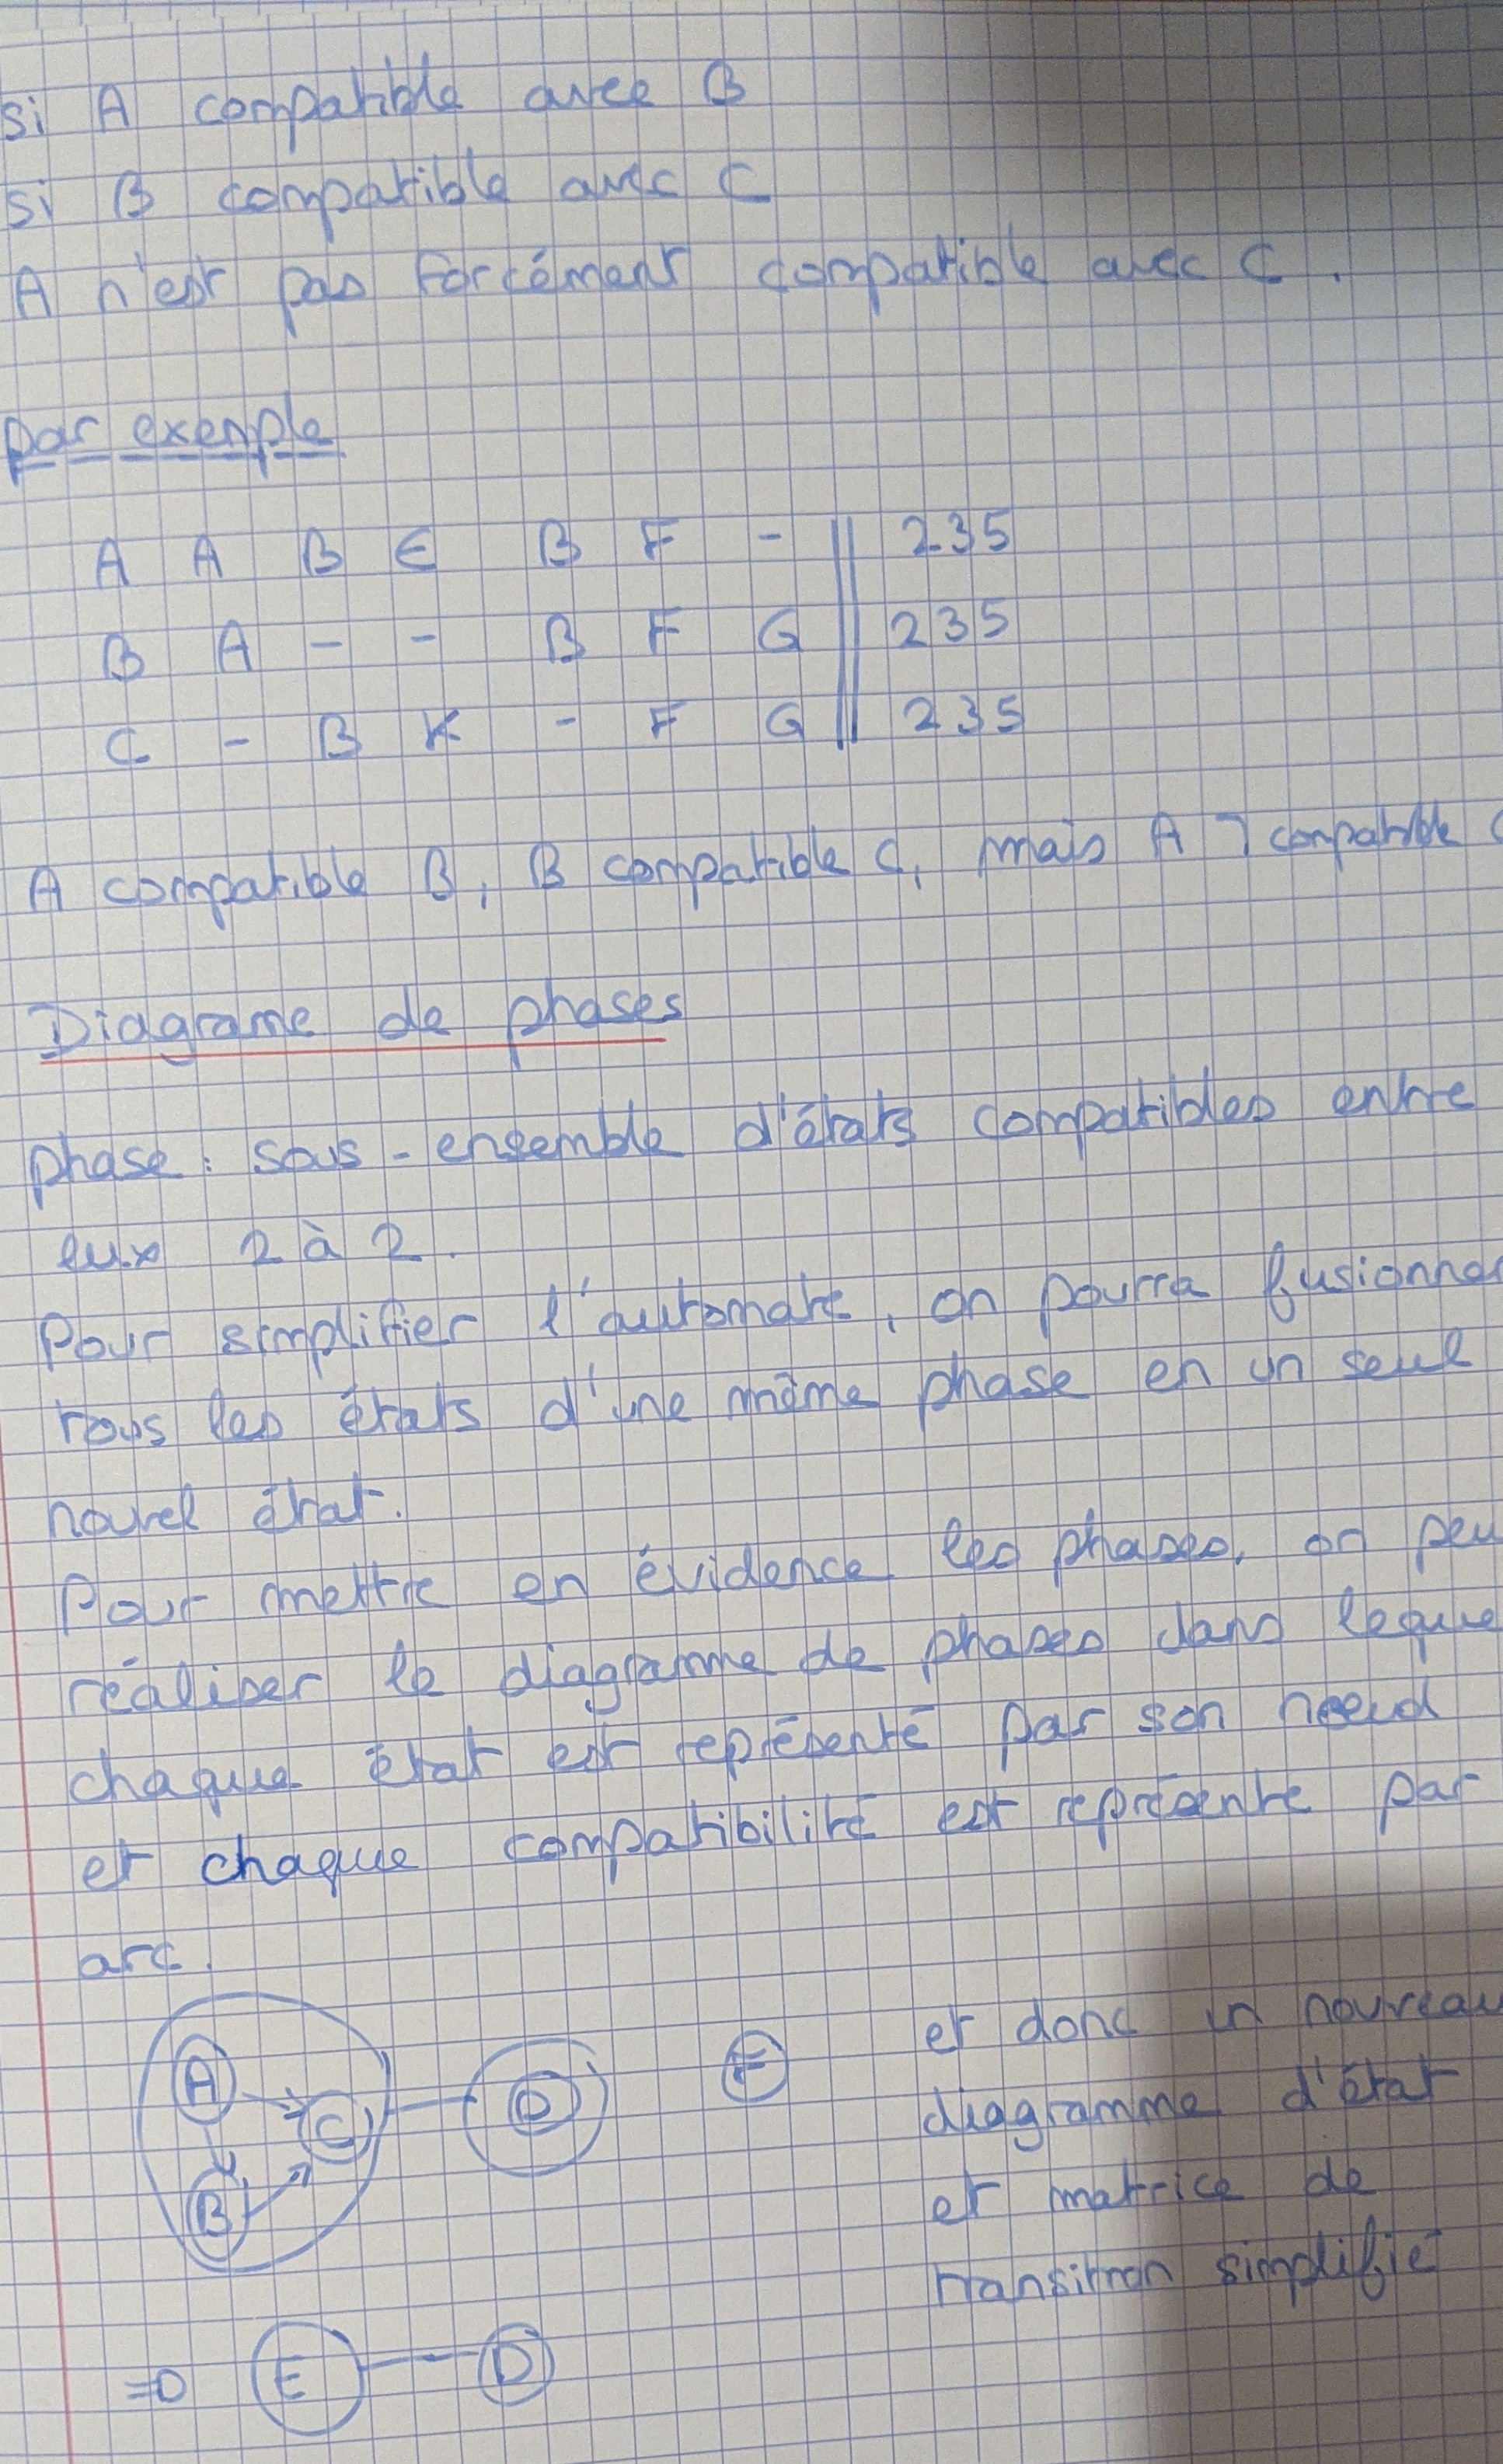 si A compatible avec B
si B compatible avec C
A n'est pas forcément compatible avec C.
par exemple
A A B E B F - || 235
B A - - B F G || 235
C - B K - F G || 235
A compatible B, B compatible C, mais A ⌉ compatible C
Diagrame de phases
phase : sous-ensemble d'états compatibles entre
eux 2 à 2.
Pour simplifier l'automate, on pourra fusionner
tous les états d'une même phase en un seul
nouvel état.
Pour mettre en évidence les phases, on peu
réaliser le diagramme de phases dans leque
chaque état est représenté par son noeud
et chaque compatibilité est représenté par
arc.
A C D F
B
et donc un nouveau
diagramme d'état
et matrice de
transition simplifié
=D E D